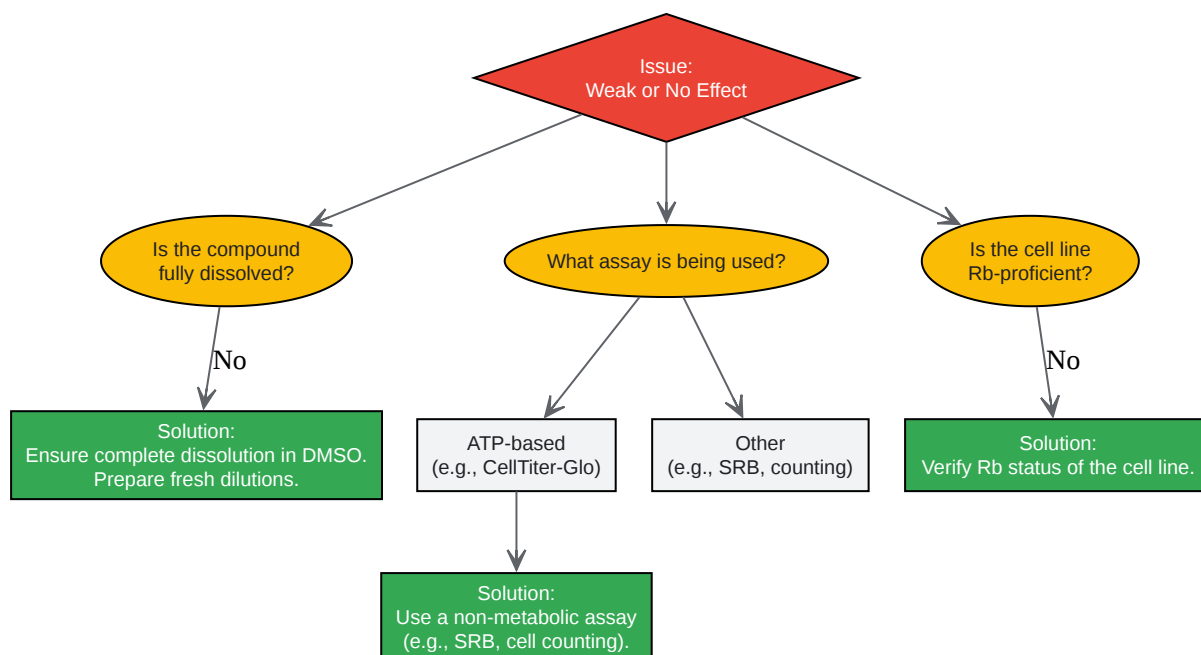 Issue:
Weak or No Effect
Is the compound
fully dissolved?
What assay is being used?
Is the cell line
Rb-proficient?
No
No
Solution:
Ensure complete dissolution in DMSO.
Prepare fresh dilutions.
ATP-based
(e.g., CellTiter-Glo)
Other
(e.g., SRB, counting)
Solution:
Verify Rb status of the cell line.
Solution:
Use a non-metabolic assay
(e.g., SRB, cell counting).